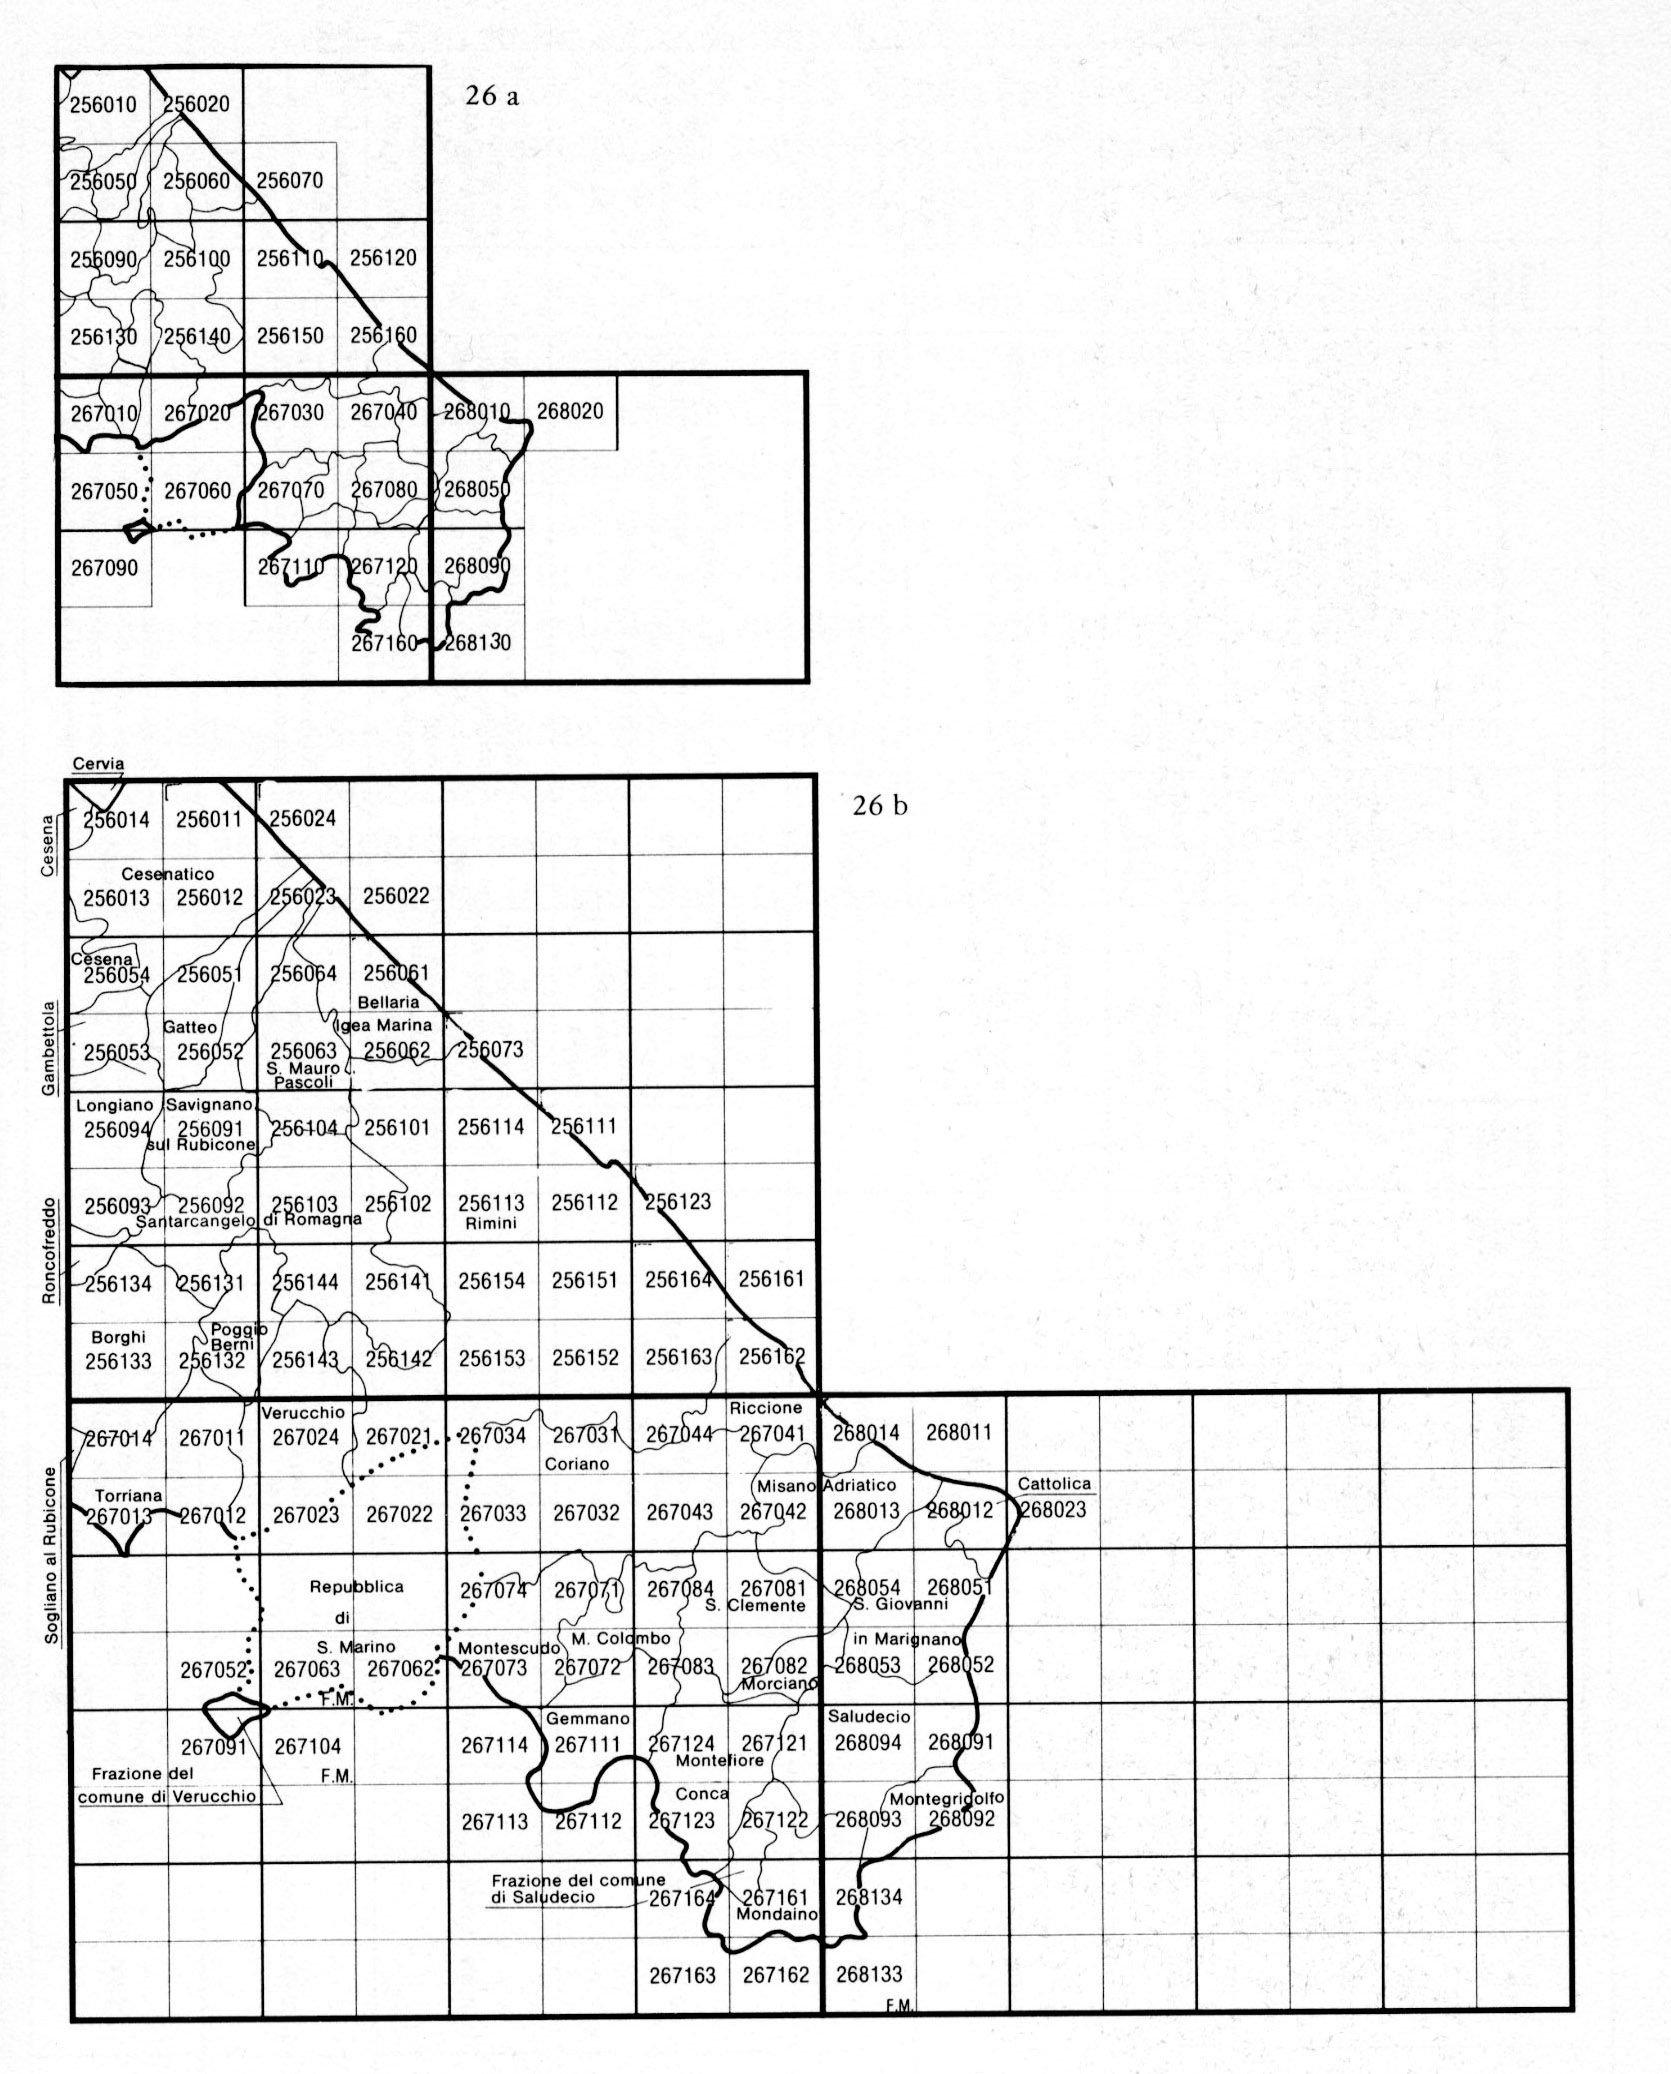 26 a
256010 256020
256050 256060 256070
256090 256100 256110 256120
256130 256140 256150 256160
267010 267020 267030 267040 268010 268020
267050 267060 267070 267080 268050
267090 267110 267120 268090
267160 268130
Cervia
26 b
Cesena
256014 256011 256024
Cesenatico
256013 256012 256023 256022
Cesena
256054 256051 256064 256061
Bellaria
Gambettola
Gatteo Igea Marina
256053 256052 256063 256062 256073
S. Mauro
Pascoli
Longiano Savignano
256094 256091 256104 256101 256114 256111
sul Rubicone
Roncofreddo
256093 256092 256103 256102 256113 256112 256123
Santarcangelo di Romagna Rimini
256134 256131 256144 256141 256154 256151 256164 256161
Poggio
Borghi Berni
256133 256132 256143 256142 256153 256152 256163 256162
Verucchio Riccione
267014 267011 267024 267021 267034 267031 267044 267041 268014 268011
Coriano
Sogliano al Rubicone
Torriana Misano Adriatico Cattolica
267013 267012 267023 267022 267033 267032 267043 267042 268013 268012 268023
Repubblica 267074 267071 267084 267081 268054 268051
S. Clemente S. Giovanni
di
S. Marino Montescudo M. Colombo in Marignano
267052 267063 267062 267073 267072 267083 267082 268053 268052
Morciano
F.M.
Gemmano Saludecio
267091 267104 267114 267111 267124 267121 268094 268091
Montefiore
Frazione del F.M.
comune di Verucchio Conca Montegridolfo
267113 267112 267123 267122 268093 268092
Frazione del comune
di Saludecio 267164 267161 268134
Mondaino
267163 267162 268133
F.M.